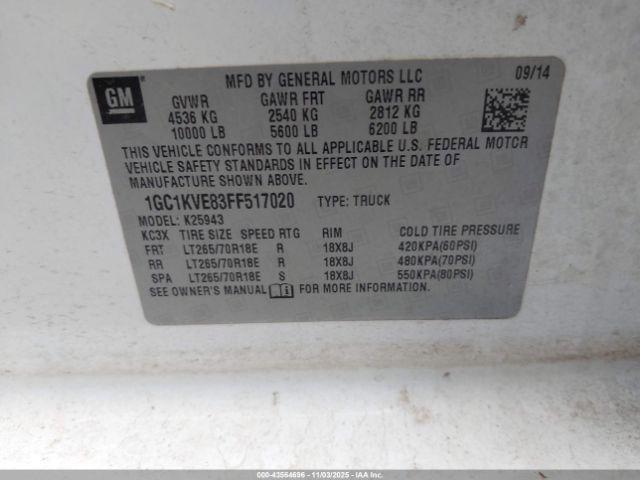 GM
MFD BY GENERAL MOTORS LLC 09/14
GVWR GAWR FRT GAWR RR
4536 KG 2540 KG 2812 KG
10000 LB 5600 LB 6200 LB
THIS VEHICLE CONFORMS TO ALL APPLICABLE U.S. FEDERAL MOTOR
VEHICLE SAFETY STANDARDS IN EFFECT ON THE DATE OF
MANUFACTURE SHOWN ABOVE.
1GC1KVE83FF517020 TYPE: TRUCK
MODEL: K25943
KC3X TIRE SIZE SPEED RTG RIM COLD TIRE PRESSURE
FRT LT265/70R18E R 18X8J 420KPA(60PSI)
RR LT265/70R18E R 18X8J 480KPA(70PSI)
SPA LT265/70R18E S 18X8J 550KPA(80PSI)
SEE OWNER'S MANUAL FOR MORE INFORMATION.
000-43564696 - 11/03/2025 - COPART, IAA